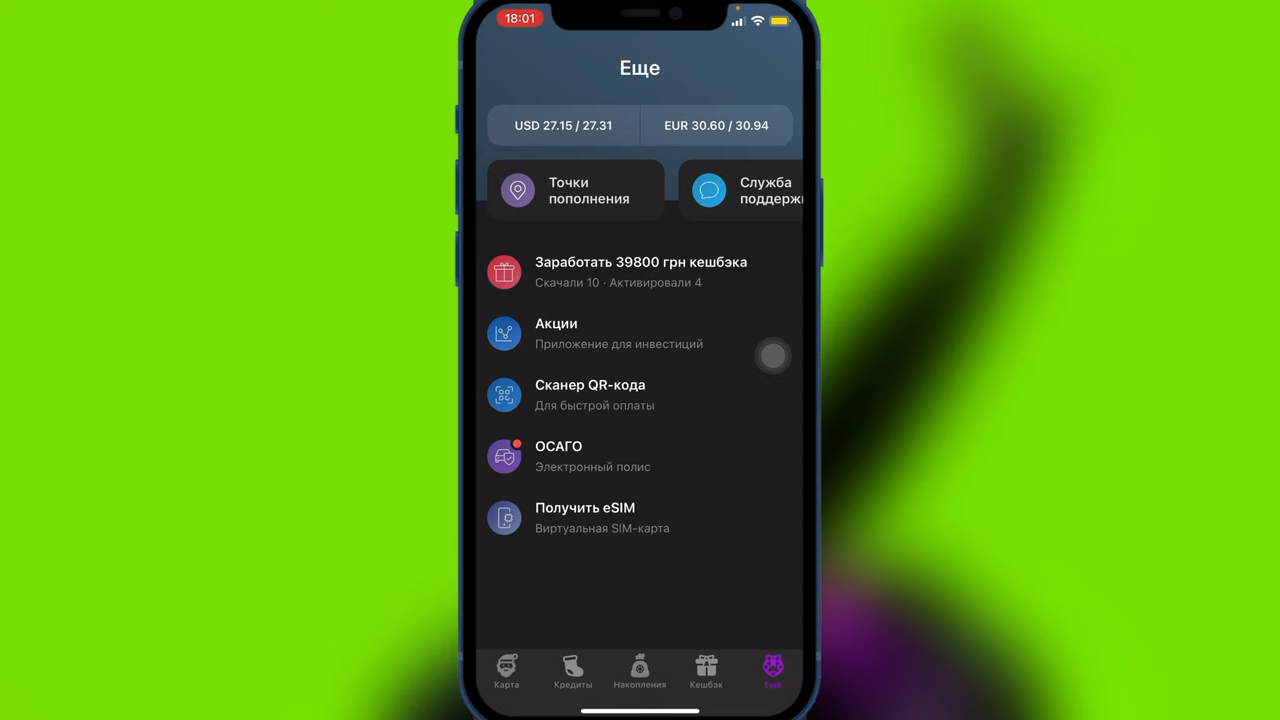 18:01
Еще
USD 27.15 / 27.31
EUR 30.60 / 30.94
Точки
пополнения
Служба
Заработать 39800 грн кешбэка
Скачали 10 · Активировали 4
Акции
Приложение для инвестиций
Сканер QR-кода
Для быстрой оплаты
ОСАГО
Электронный полис
Получить eSIM
Виртуальная SIM-карта
Карта
Кредиты
Накопления
Кешбэк
Еще